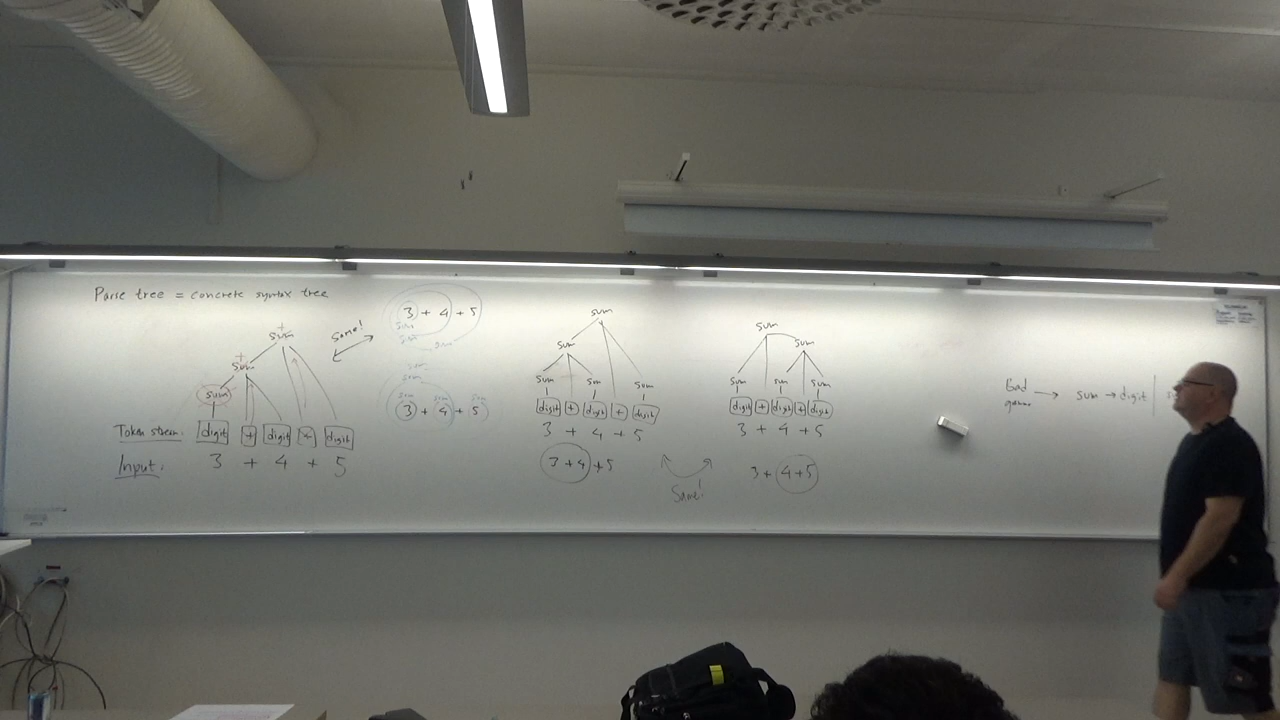 Parse tree = concrete syntax tree
sum
sum
sum
Token stream: digit + digit + digit
Input: 3 + 4 + 5
Same!
3 + 4 + 5
sum
sum
sum
3 + 4 + 5
sum
sum
sum sum sum
digit + digit + digit
3 + 4 + 5
3 + 4 + 5
Same!
sum
sum
sum sum sum
digit + digit + digit
3 + 4 + 5
3 + 4 + 5
Bad
sum → digit |